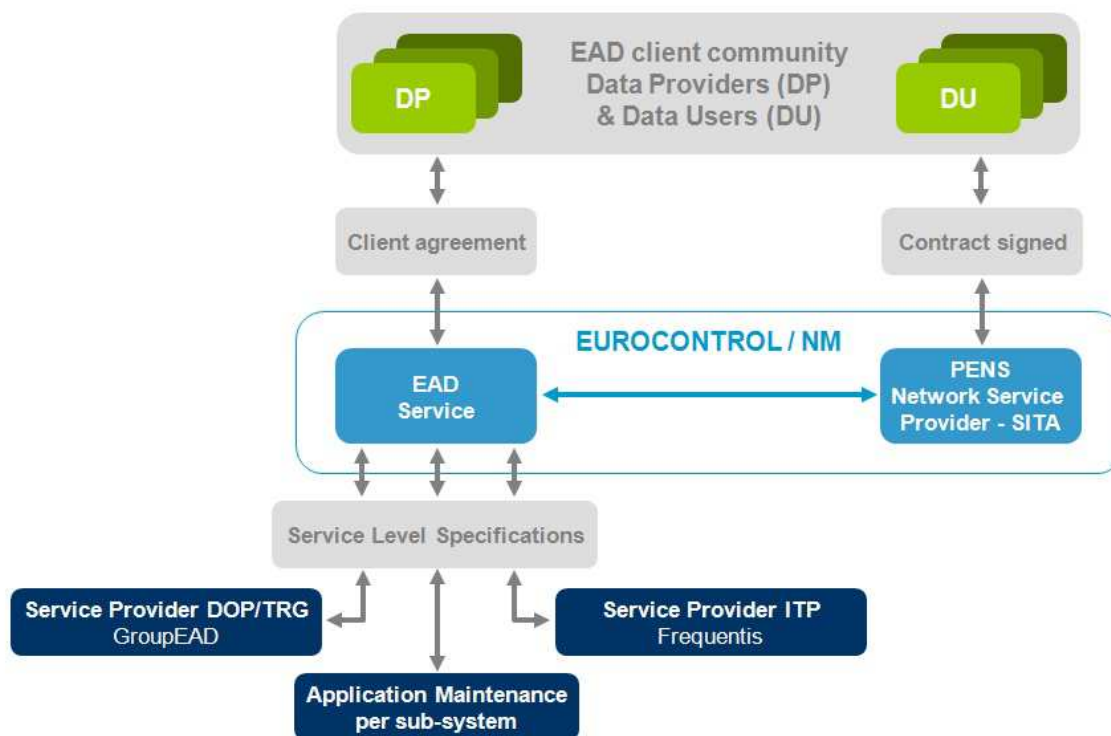 EAD client community
Data Providers (DP)
& Data Users (DU)
DP
DU
Client agreement
Contract signed
EUROCONTROL / NM
EAD
Service
PENS
Network Service
Provider - SITA
Service Level Specifications
Service Provider DOP/TRG
GroupEAD
Service Provider ITP
Frequentis
Application Maintenance
per sub-system